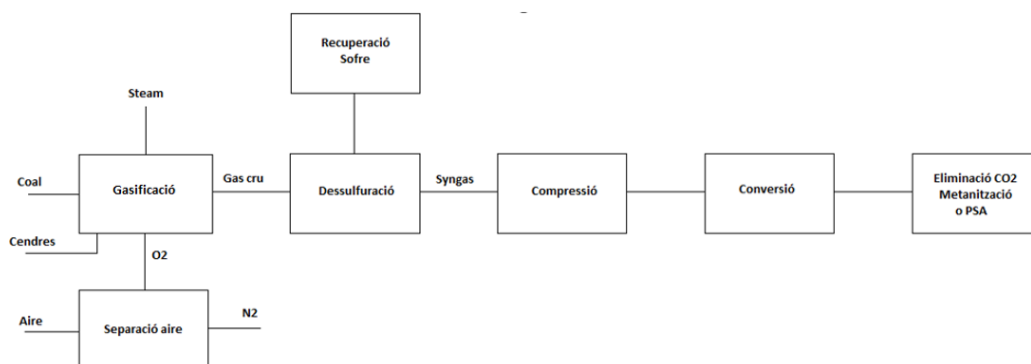 Recuperació
Sofre
Steam
Coal
Gasificació
Gas cru
Dessulfuració
Syngas
Compressió
Conversió
Eliminació CO2
Metanització
o PSA
Cendres
O2
Aire
Separació aire
N2